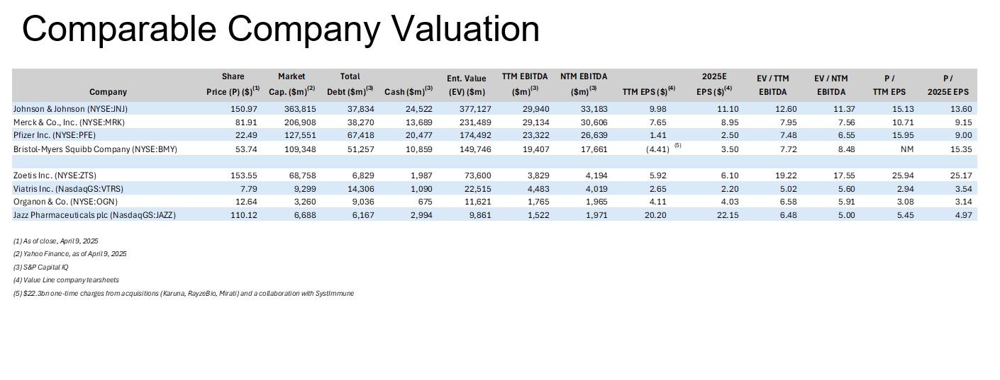 Comparable Company Valuation
Share Market Total Ent. Value TTM EBITDA NTM EBITDA 2025E EV / TTM EV / NTM P / P /
Company Price (P) ($)(1) Cap. ($m)(2) Debt ($m)(3) Cash ($m)(3) (EV) ($m) ($m)(3) ($m)(3) TTM EPS ($)(4) EPS ($)(4) EBITDA EBITDA TTM EPS 2025E EPS
Johnson & Johnson (NYSE:JNJ) 150.97 363,815 37,834 24,522 377,127 29,940 33,183 9.98 11.10 12.60 11.37 15.13 13.60
Merck & Co., Inc. (NYSE:MRK) 81.91 206,908 38,270 13,689 231,489 29,134 30,606 7.65 8.95 7.95 7.56 10.71 9.15
Pfizer Inc. (NYSE:PFE) 22.49 127,551 67,418 20,477 174,492 23,322 26,639 1.41 2.50 7.48 6.55 15.95 9.00
Bristol-Myers Squibb Company (NYSE:BMY) 53.74 109,348 51,257 10,859 149,746 19,407 17,661 (4.41) (5) 3.50 7.72 8.48 NM 15.35
Zoetis Inc. (NYSE:ZTS) 153.55 68,758 6,829 1,987 73,600 3,829 4,194 5.92 6.10 19.22 17.55 25.94 25.17
Viatris Inc. (NasdaqGS:VTRS) 7.79 9,299 14,306 1,090 22,515 4,483 4,019 2.65 2.20 5.02 5.60 2.94 3.54
Organon & Co. (NYSE:OGN) 12.64 3,260 9,036 675 11,621 1,765 1,965 4.11 4.03 6.58 5.91 3.08 3.14
Jazz Pharmaceuticals plc (NasdaqGS:JAZZ) 110.12 6,688 6,167 2,994 9,861 1,522 1,971 20.20 22.15 6.48 5.00 5.45 4.97
(1) As of close, April 9, 2025
(2) Yahoo Finance, as of April 9, 2025
(3) S&P Capital IQ
(4) Value Line company tearsheets
(5) $22.3bn one-time charges from acquisitions (Karuna, RayzeBio, Mirati) and a collaboration with SystImmune